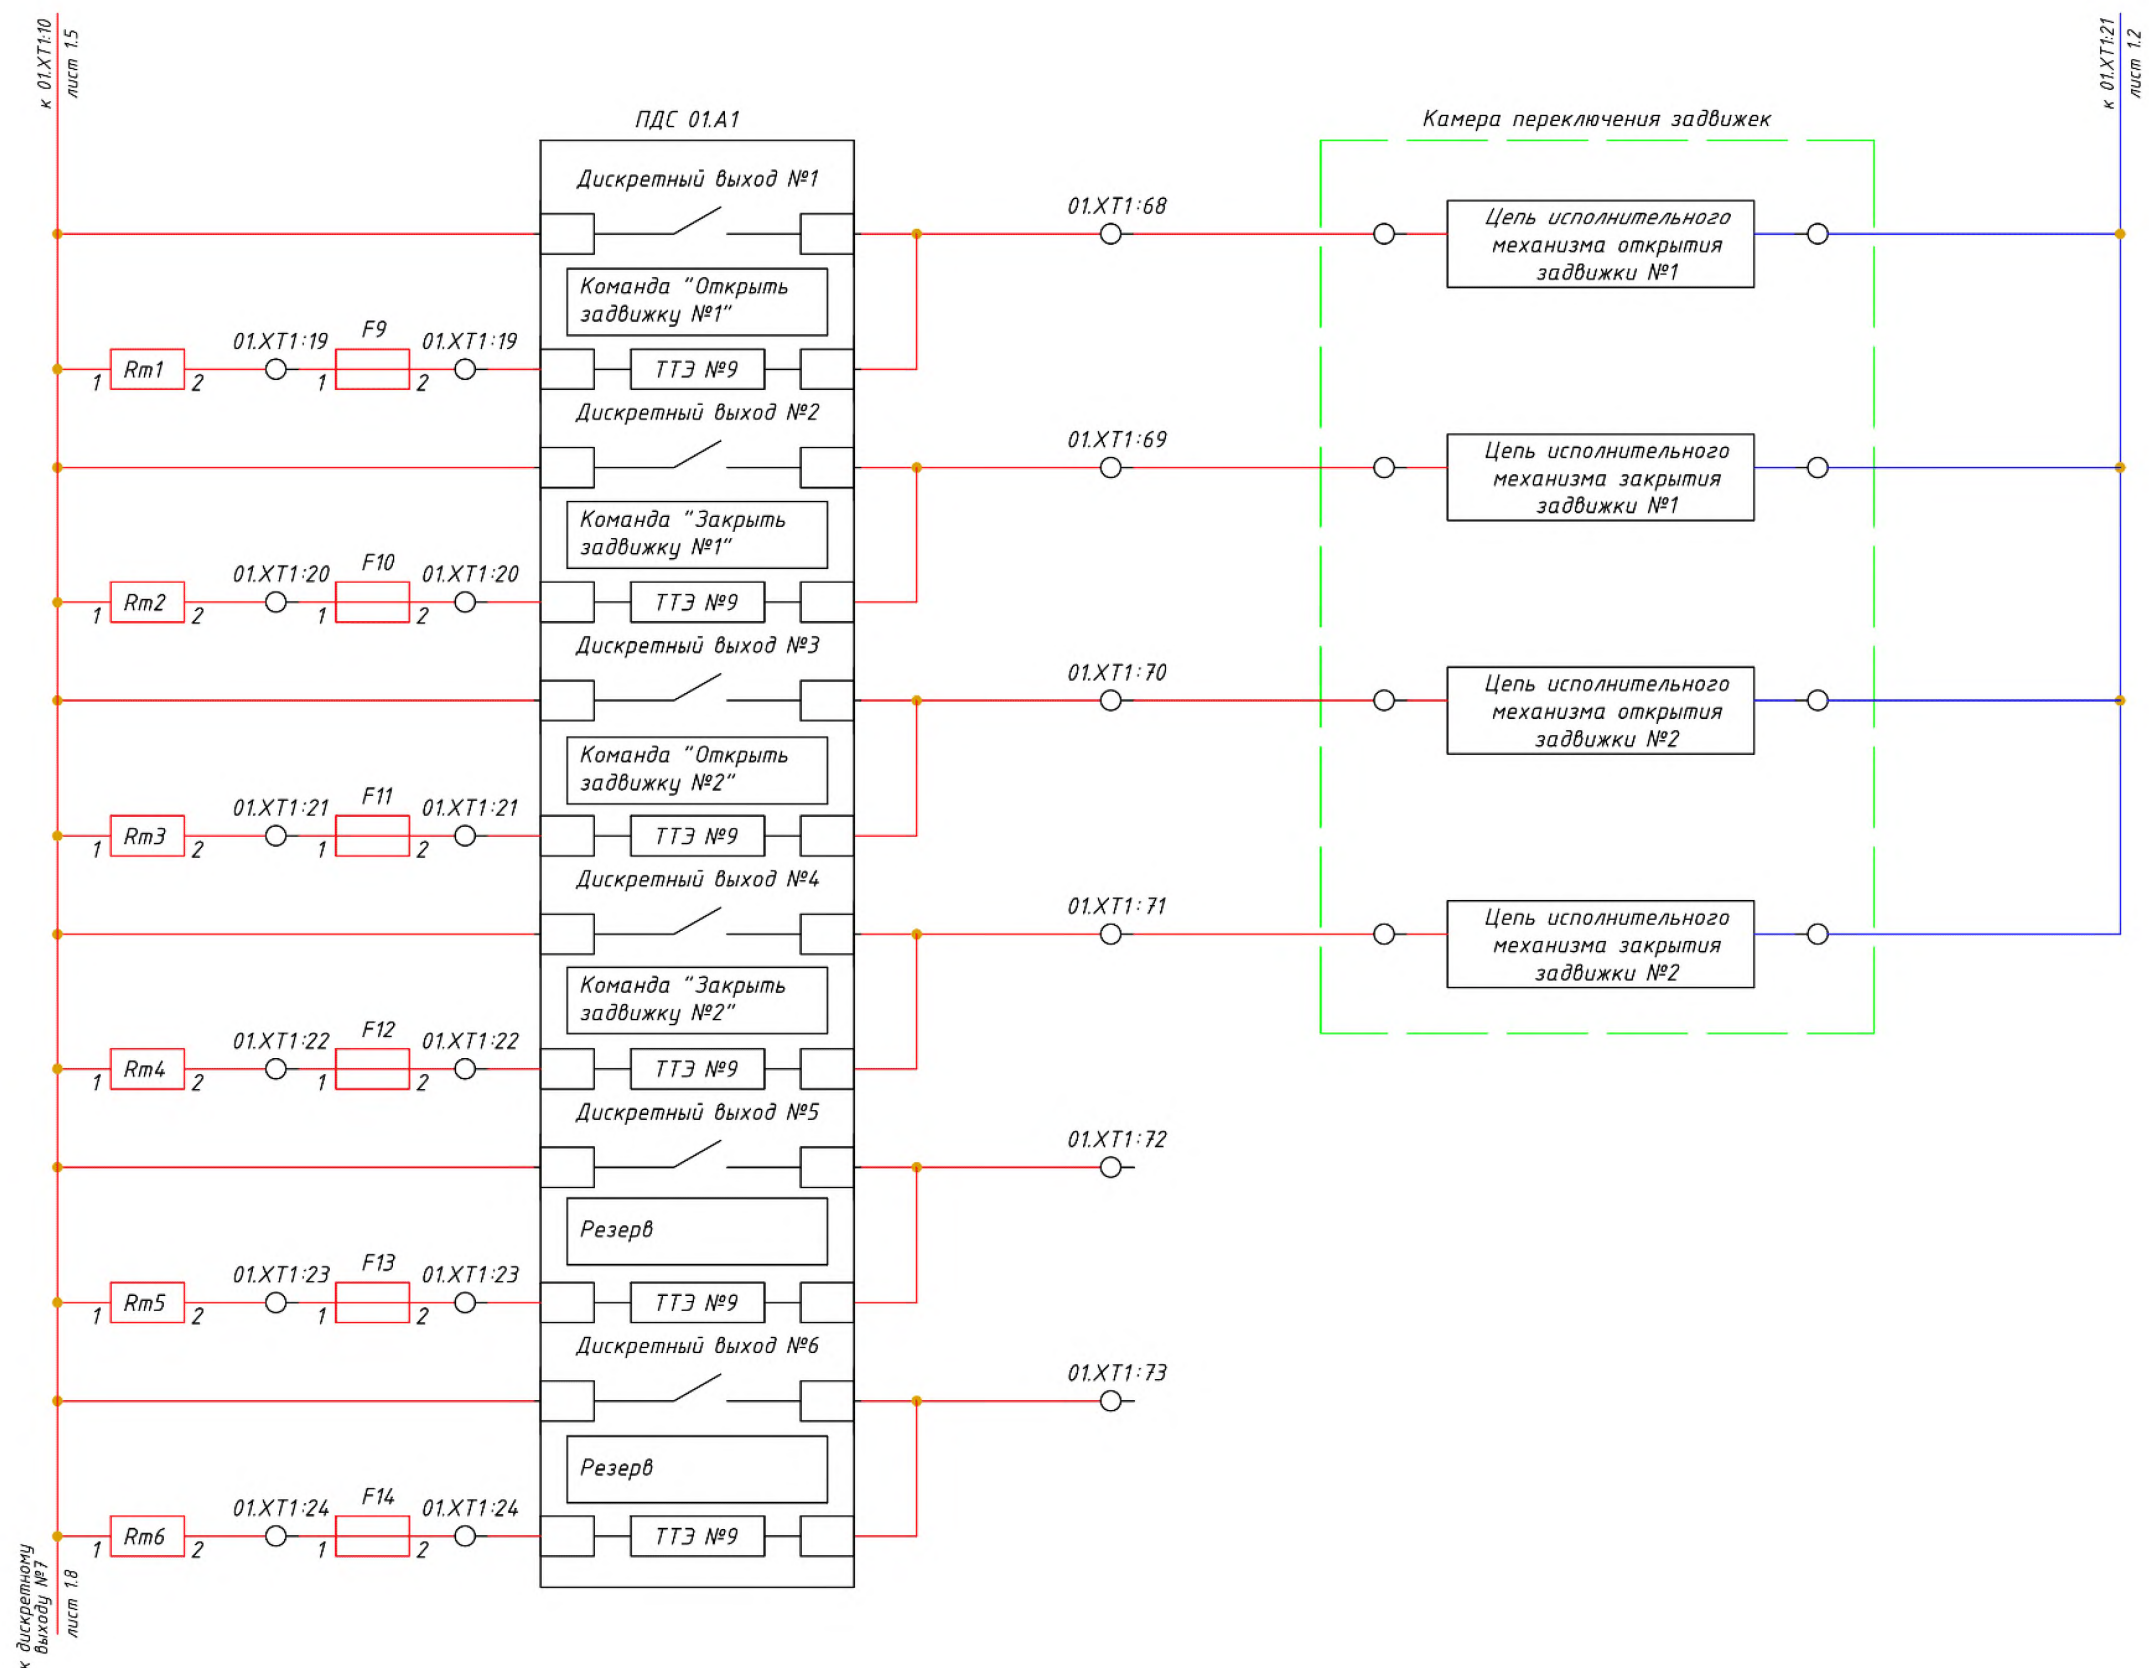 к 01.XT1:10
лист 1.5
к 01.XT1:21
лист 1.2
ПДС 01.А1
Камера переключения задвижек
Дискретный выход №1
01.XT1:68
Цепь исполнительного
механизма открытия
задвижки №1
Команда "Открыть
задвижку №1"
01.XT1:19
F9
01.XT1:19
1
Rm1
2
1
2
ТТЭ №9
Дискретный выход №2
01.XT1:69
Цепь исполнительного
механизма закрытия
задвижки №1
Команда "Закрыть
задвижку №1"
01.XT1:20
F10
01.XT1:20
1
Rm2
2
1
2
ТТЭ №9
Дискретный выход №3
01.XT1:70
Цепь исполнительного
механизма открытия
задвижки №2
Команда "Открыть
задвижку №2"
01.XT1:21
F11
01.XT1:21
1
Rm3
2
1
2
ТТЭ №9
Дискретный выход №4
01.XT1:71
Цепь исполнительного
механизма закрытия
задвижки №2
Команда "Закрыть
задвижку №2"
01.XT1:22
F12
01.XT1:22
1
Rm4
2
1
2
ТТЭ №9
Дискретный выход №5
01.XT1:72
Резерв
01.XT1:23
F13
01.XT1:23
1
Rm5
2
1
2
ТТЭ №9
Дискретный выход №6
01.XT1:73
Резерв
01.XT1:24
F14
01.XT1:24
1
Rm6
2
1
2
ТТЭ №9
к дискретному
выходу №7
лист 1.8